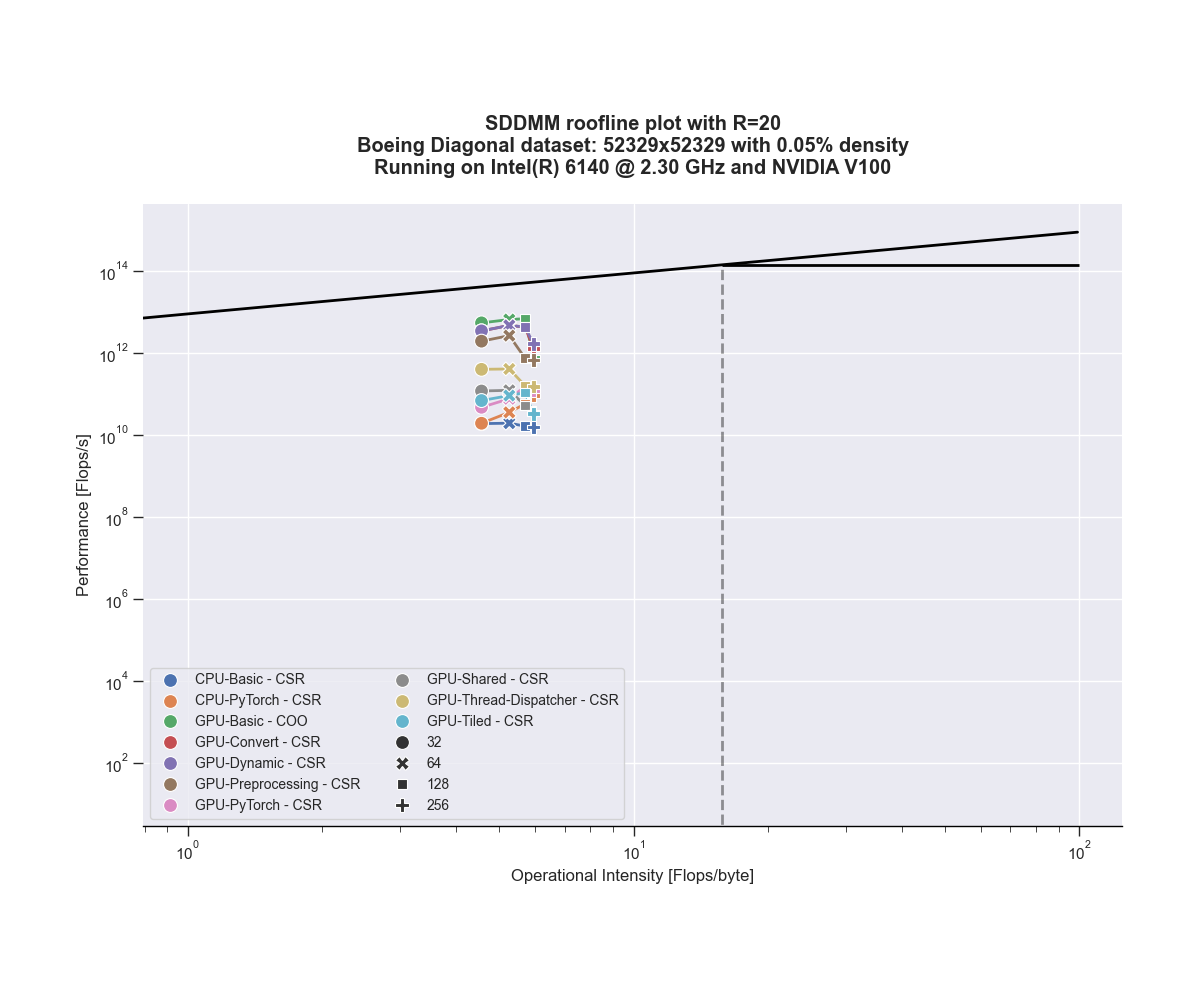 SDDMM roofline plot with R=20
Boeing Diagonal dataset: 52329x52329 with 0.05% density
Running on Intel(R) 6140 @ 2.30 GHz and NVIDIA V100
Performance [Flops/s]
10^14
10^12
10^10
10^8
10^6
10^4
10^2
CPU-Basic - CSR
CPU-PyTorch - CSR
GPU-Basic - COO
GPU-Convert - CSR
GPU-Dynamic - CSR
GPU-Preprocessing - CSR
GPU-PyTorch - CSR
GPU-Shared - CSR
GPU-Thread-Dispatcher - CSR
GPU-Tiled - CSR
32
64
128
256
10^0
10^1
10^2
Operational Intensity [Flops/byte]